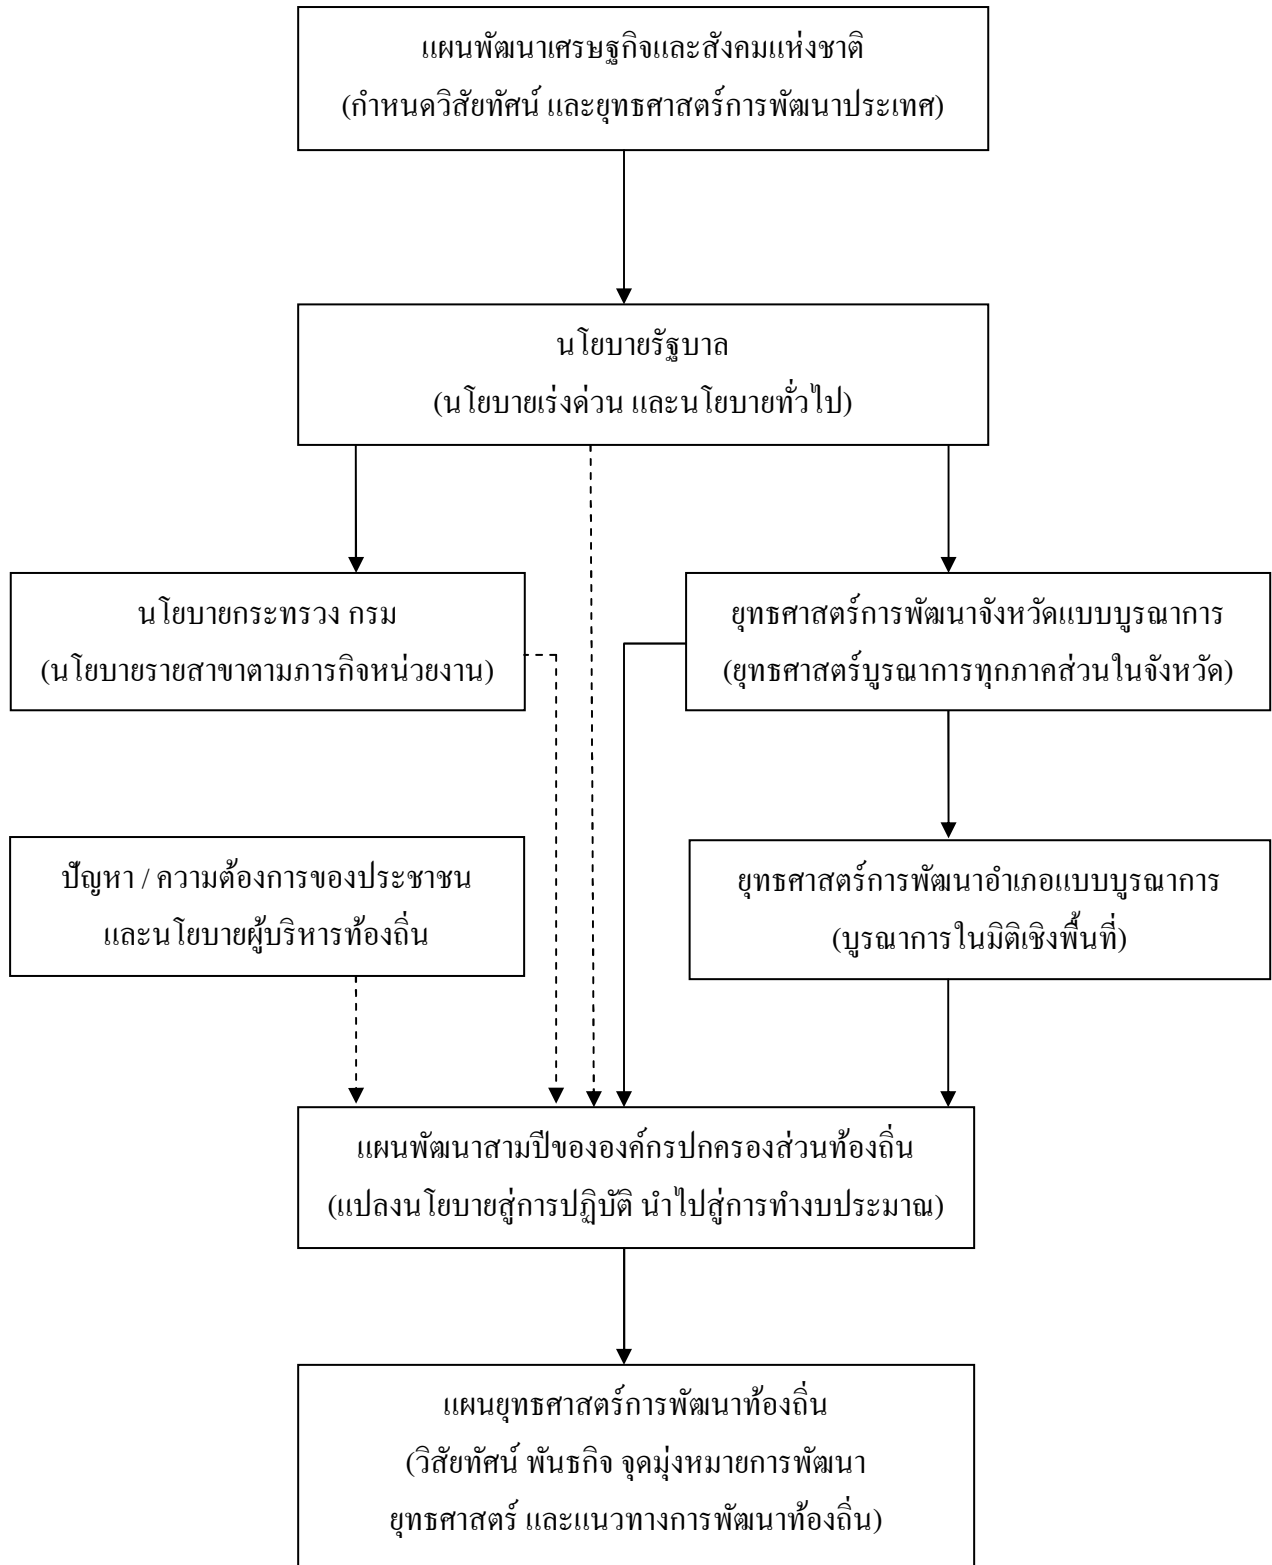 แผนพัฒนาเศรษฐกิจและสังคมแห่งชาติ
(กำหนดวิสัยทัศน์ และยุทธศาสตร์การพัฒนาประเทศ)
นโยบายรัฐบาล
(นโยบายเร่งด่วน และนโยบายทั่วไป)
นโยบายกระทรวง กรม
(นโยบายรายสาขาตามภารกิจหน่วยงาน)
ยุทธศาสตร์การพัฒนาจังหวัดแบบบูรณาการ
(ยุทธศาสตร์บูรณาการทุกภาคส่วนในจังหวัด)
ปัญหา / ความต้องการของประชาชน
และนโยบายผู้บริหารท้องถิ่น
ยุทธศาสตร์การพัฒนาอำเภอแบบบูรณาการ
(บูรณาการในมิติเชิงพื้นที่)
แผนพัฒนาสามปีขององค์กรปกครองส่วนท้องถิ่น
(แปลงนโยบายสู่การปฏิบัติ นำไปสู่การทำงบประมาณ)
แผนยุทธศาสตร์การพัฒนาท้องถิ่น
(วิสัยทัศน์ พันธกิจ จุดมุ่งหมายการพัฒนา
ยุทธศาสตร์ และแนวทางการพัฒนาท้องถิ่น)